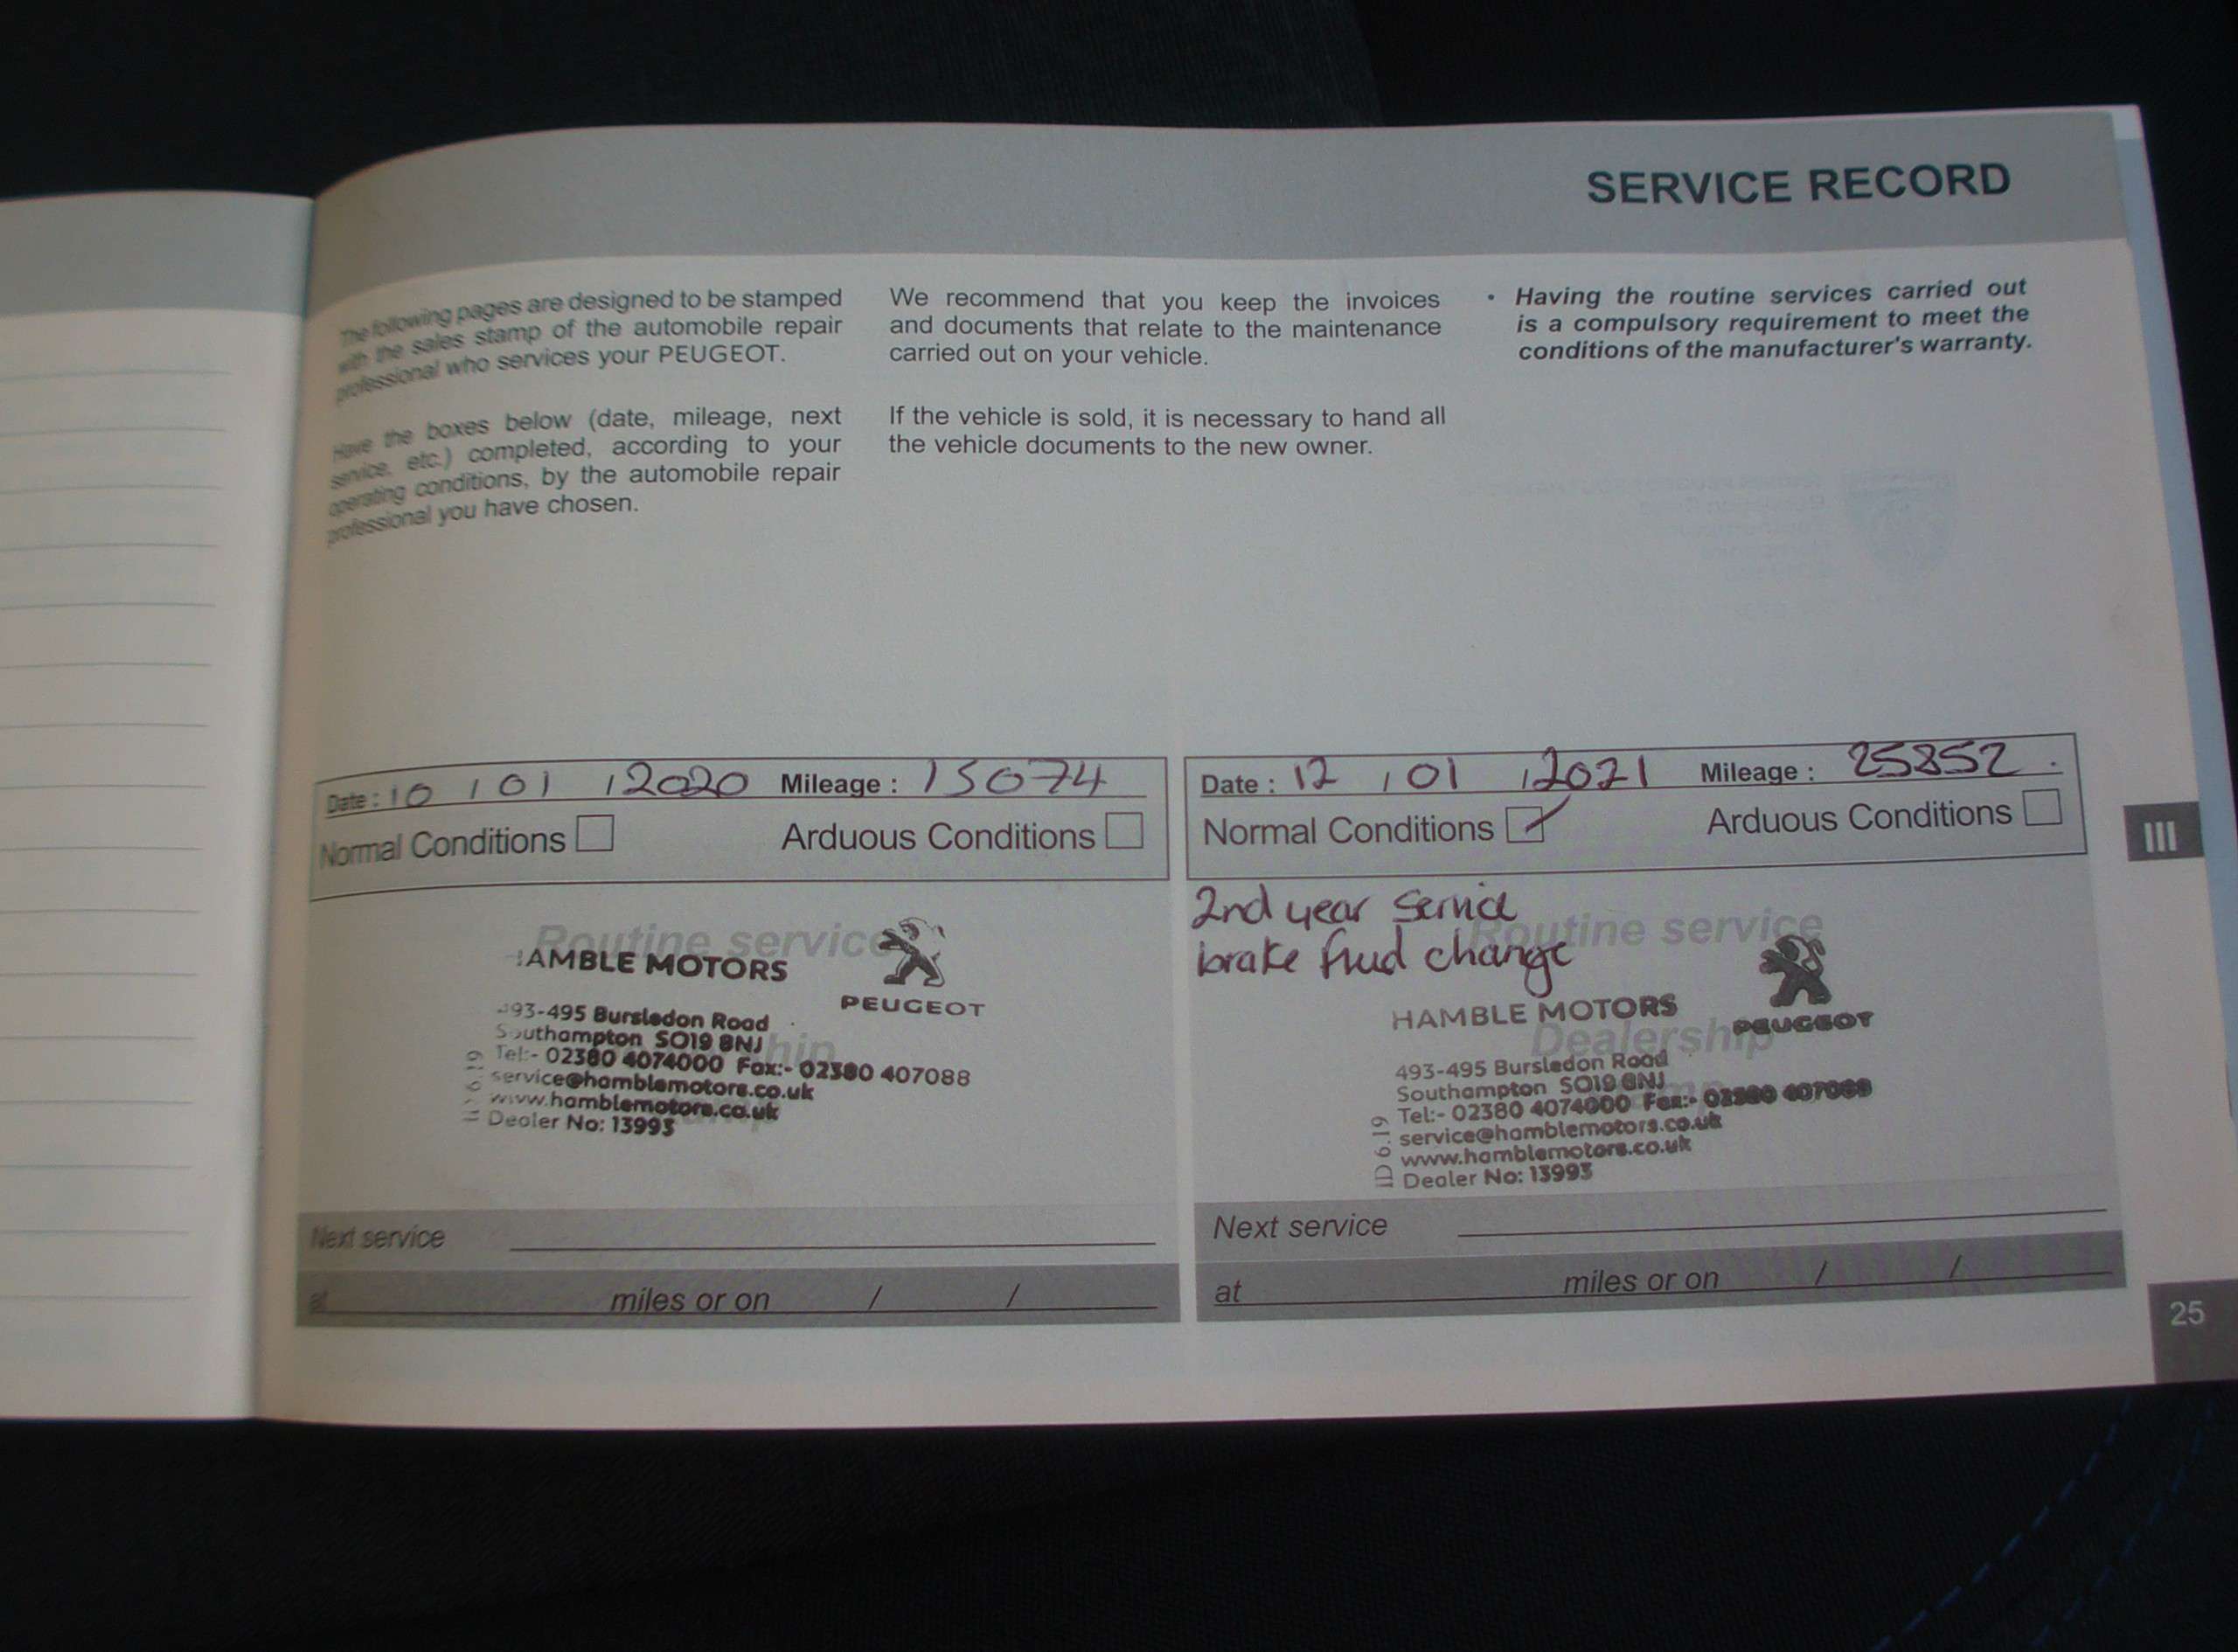 SERVICE RECORD
The following pages are designed to be stamped
with the sales stamp of the automobile repair
professional who services your PEUGEOT.
Have the boxes below (date, mileage, next
service, etc.) completed, according to your
operating conditions, by the automobile repair
professional you have chosen.
We recommend that you keep the invoices
and documents that relate to the maintenance
carried out on your vehicle.
If the vehicle is sold, it is necessary to hand all
the vehicle documents to the new owner.
• Having the routine services carried out
is a compulsory requirement to meet the
conditions of the manufacturer's warranty.
Date : 10 / 01 / 2020 Mileage : 15074
Normal Conditions Arduous Conditions
Routine service
AMBLE MOTORS
PEUGEOT
93-495 Bursledon Road
Southampton SO19 8NJ
Tel:- 02380 4074000 Fax:- 02380 407088
service@hamblemotors.co.uk
www.hamblemotors.co.uk
Dealer No: 13993
Next service
at miles or on / /
Date : 12 / 01 / 2021 Mileage : 25852 .
Normal Conditions Arduous Conditions
2nd year Service
brake fluid change
Routine service
HAMBLE MOTORS
PEUGEOT
Dealership
493-495 Bursledon Road
Southampton SO19 8NJ
Tel:- 02380 4074000 Fax:- 02380 407088
service@hamblemotors.co.uk
www.hamblemotors.co.uk
Dealer No: 13993
ID 6.19
Next service
at miles or on / /
III
25